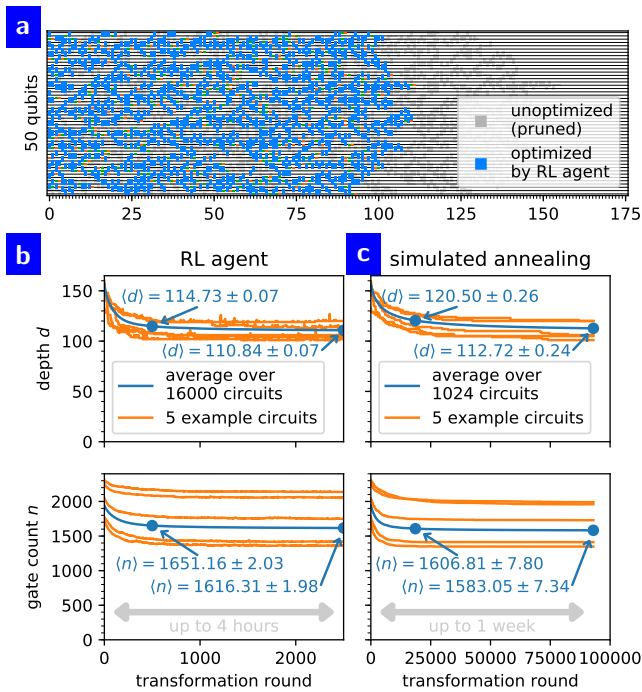 a
50 qubits
unoptimized
(pruned)
optimized
by RL agent
0 25 50 75 100 125 150 175
b
RL agent
c
simulated annealing
150
100
50
0
depth d
⟨d⟩ = 114.73 ± 0.07
⟨d⟩ = 110.84 ± 0.07
average over
16000 circuits
5 example circuits
⟨d⟩ = 120.50 ± 0.26
⟨d⟩ = 112.72 ± 0.24
average over
1024 circuits
5 example circuits
2000
1600
1200
800
400
0
gate count n
⟨n⟩ = 1651.16 ± 2.03
⟨n⟩ = 1616.31 ± 1.98
up to 4 hours
⟨n⟩ = 1606.81 ± 7.80
⟨n⟩ = 1583.05 ± 7.34
up to 1 week
0 1000 2000
0 25000 50000 75000 100000
transformation round
transformation round